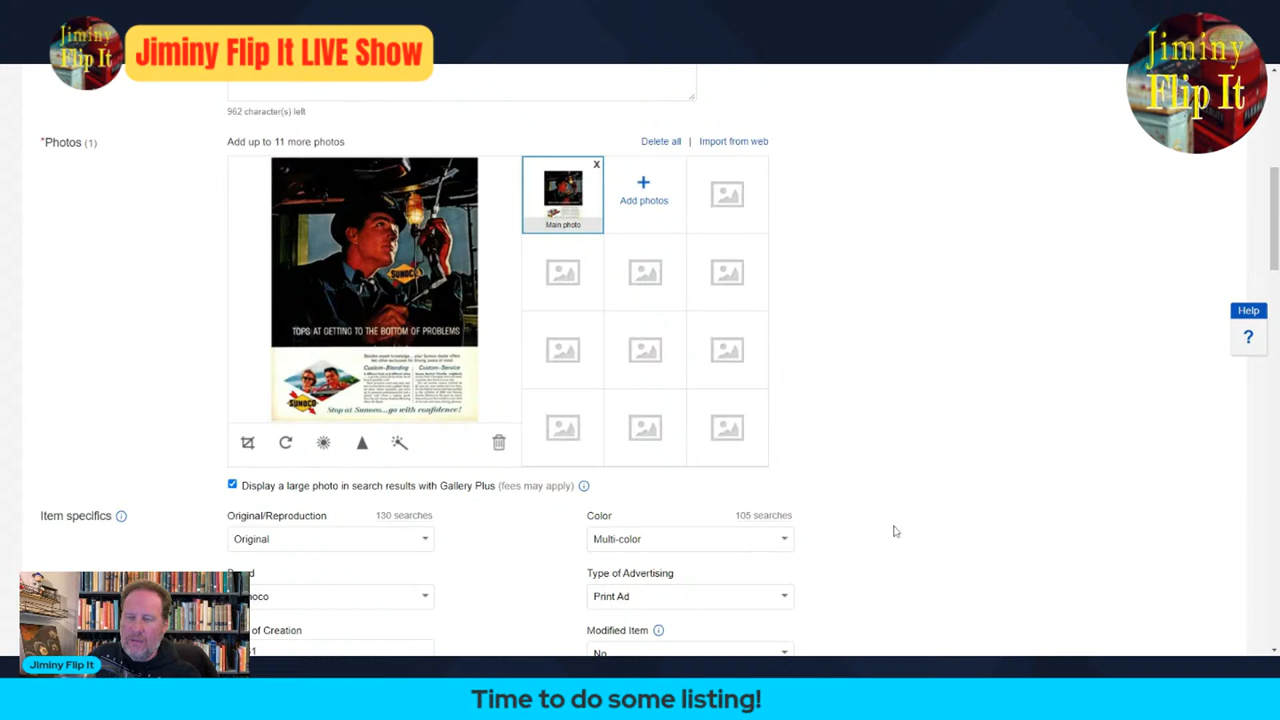 Jiminy
Flip It
Jiminy Flip It LIVE Show
Jiminy
Flip It
962 character(s) left
*Photos (1)
Add up to 11 more photos
Delete all | Import from web
SUNOCO
TOPS AT GETTING TO THE BOTTOM OF PROBLEMS
Custom-Blending
Custom-Service
SUNOCO
Stop at Sunoco...go with confidence!
X
Main photo
+
Add photos
Help
?
Display a large photo in search results with Gallery Plus (fees may apply)
Item specifics
Original/Reproduction
130 searches
Color
105 searches
Original
Multi-color
d
Type of Advertising
oco
Print Ad
of Creation
Modified Item
1
No
Jiminy Flip It
Time to do some listing!